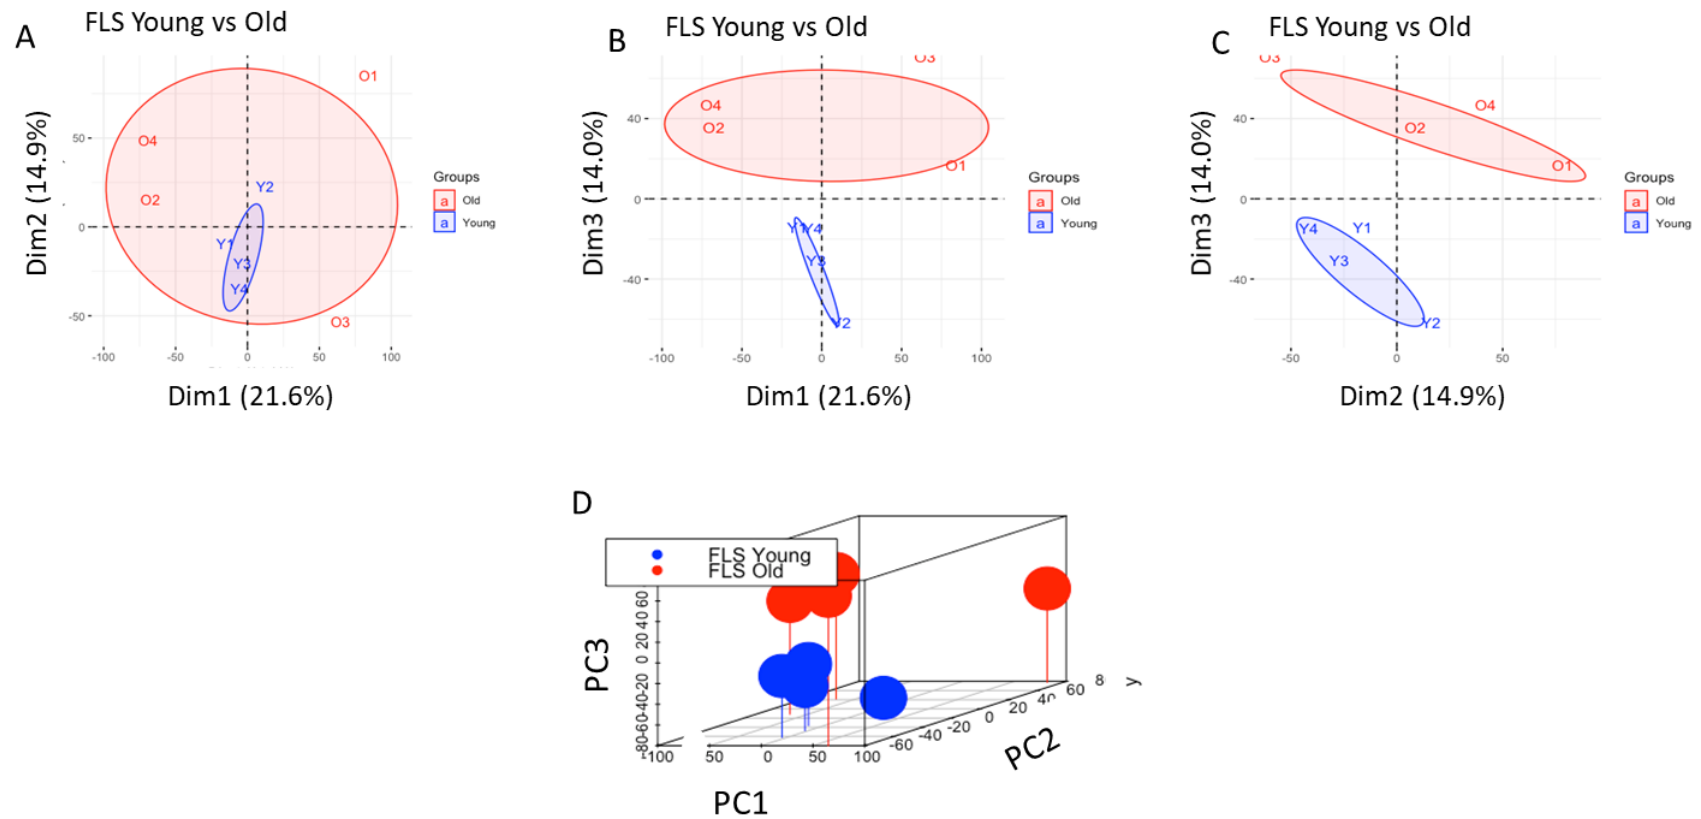 A FLS Young vs Old
O1
O4
O2
Y2
Y1
Y3
Y4
O3
50
0
-50
-100 -50 0 50 100
Dim2 (14.9%)
Dim1 (21.6%)
Groups
a Old
a Young
B FLS Young vs Old
O3
O4
O2
O1
Y1 Y4
Y3
Y2
40
0
-40
-100 -50 0 50 100
Dim3 (14.0%)
Dim1 (21.6%)
Groups
a Old
a Young
C FLS Young vs Old
O3
O4
O2
O1
Y4 Y1
Y3
Y2
40
0
-40
-50 0 50
Dim3 (14.0%)
Dim2 (14.9%)
Groups
a Old
a Young
D
FLS Young
FLS Old
-80 -60 -40 -20 0 20 40 60
PC3
-100 50 0 50 100
PC1
-60 -40 -20 0 20 40 60 8
y
PC2